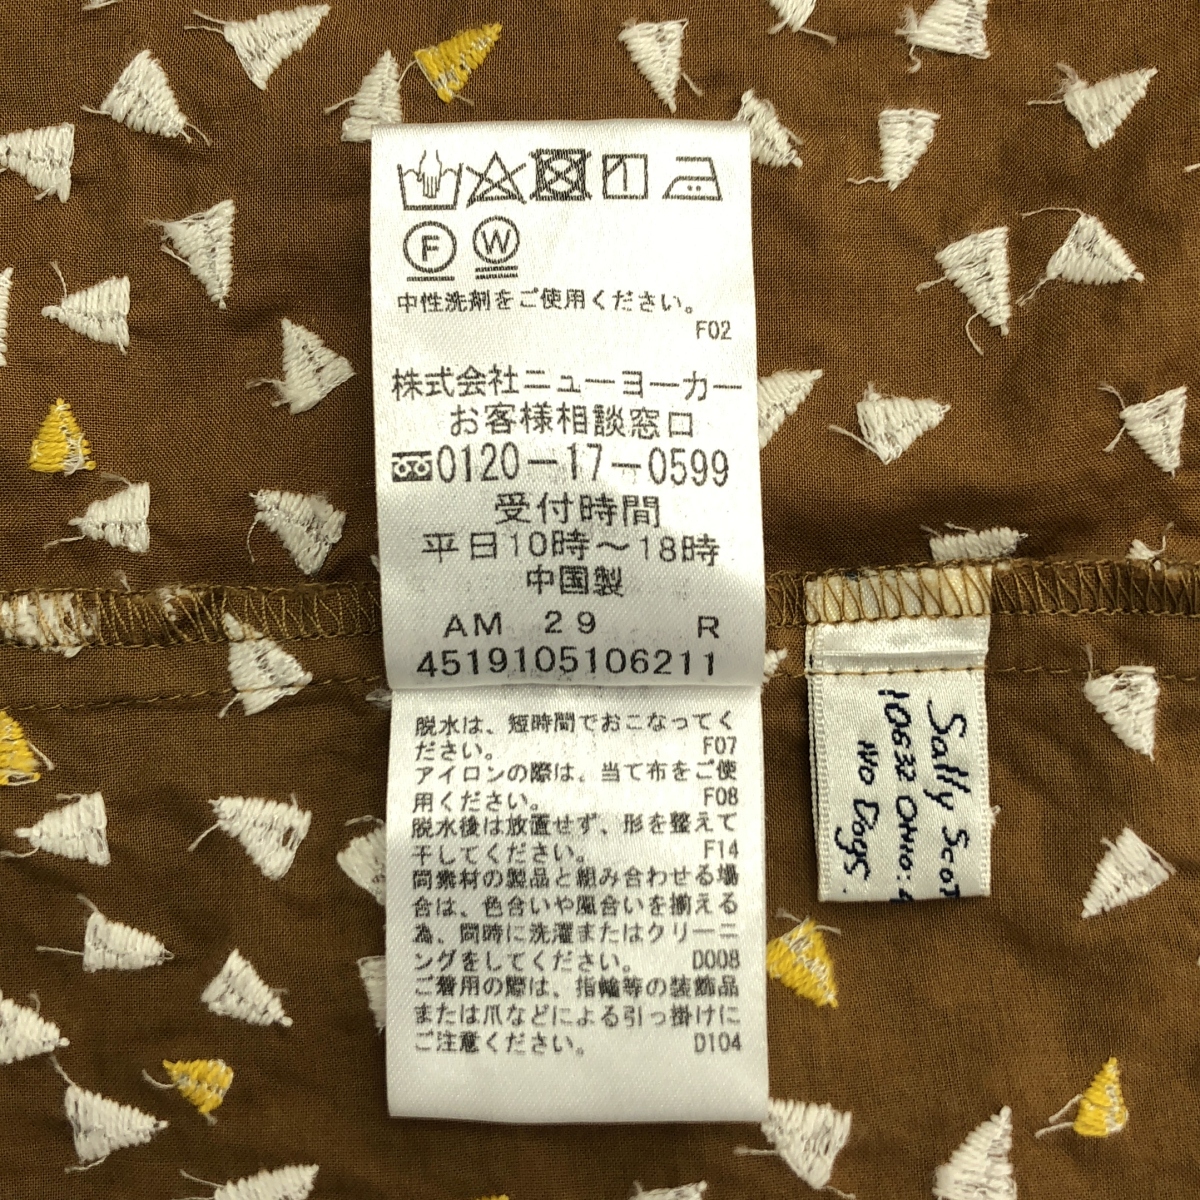 F W
中性洗剤をご使用ください。
F02
株式会社ニューヨーカー
お客様相談窓口
0120-17-0599
受付時間
平日10時~18時
中国製
AM 29 R
4519105106211
脱水は、短時間でおこなってく
ださい。 F07
アイロンの際は、当て布をご使
用ください。 F08
脱水後は放置せず、形を整えて
干してください。 F14
同素材の製品と組み合わせる場
合は、色合いや風合いを揃える
為、同時に洗濯またはクリーニ
ングをしてください。 D008
ご着用の際は、指輪等の装飾品
または爪などによる引っ掛けに
ご注意ください。 D104
Sally Scot
10632
No Dogs.